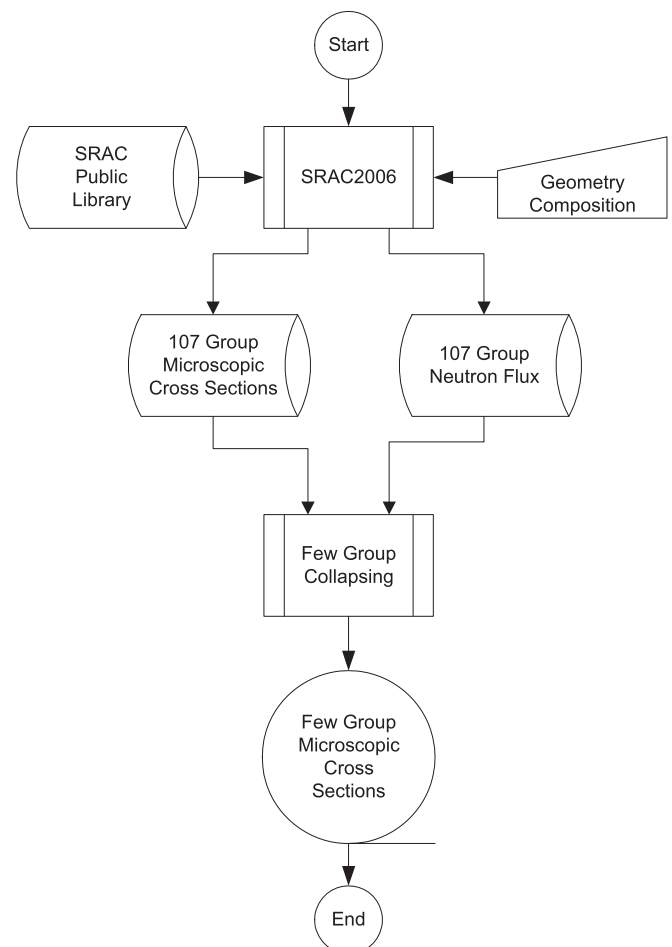 Start
SRAC
Public
Library
SRAC2006
Geometry
Composition
107 Group
Microscopic
Cross Sections
107 Group
Neutron Flux
Few Group
Collapsing
Few Group
Microscopic
Cross
Sections
End